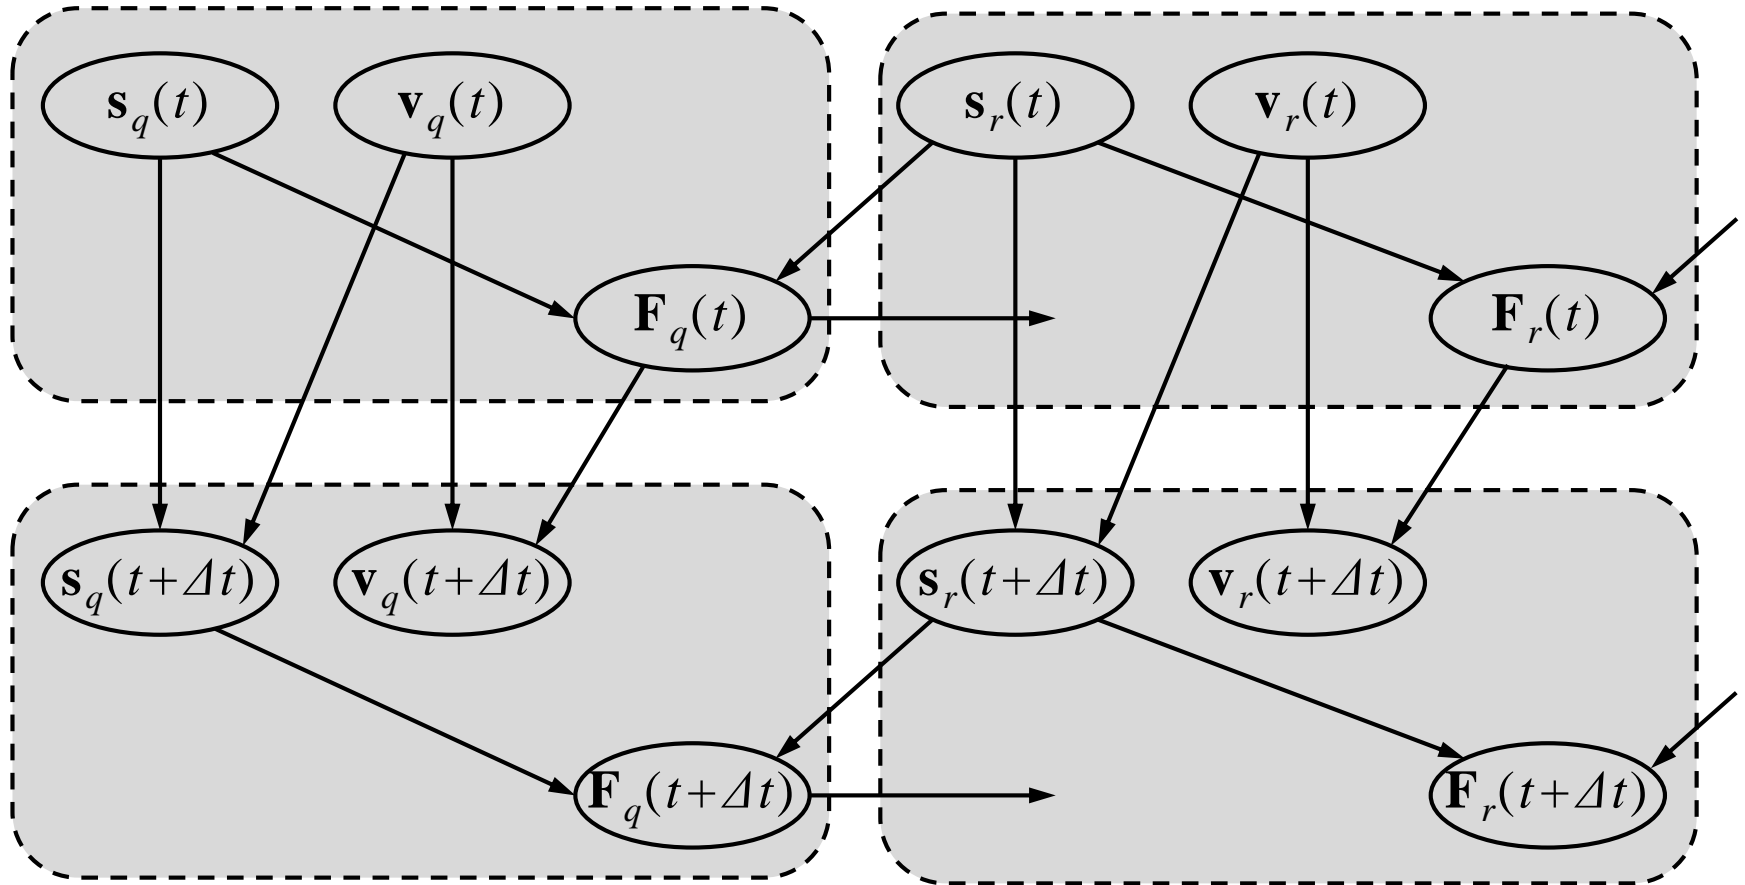 s_q(t)
v_q(t)
s_r(t)
v_r(t)
F_q(t)
F_r(t)
s_q(t+Δt)
v_q(t+Δt)
s_r(t+Δt)
v_r(t+Δt)
F_q(t+Δt)
F_r(t+Δt)